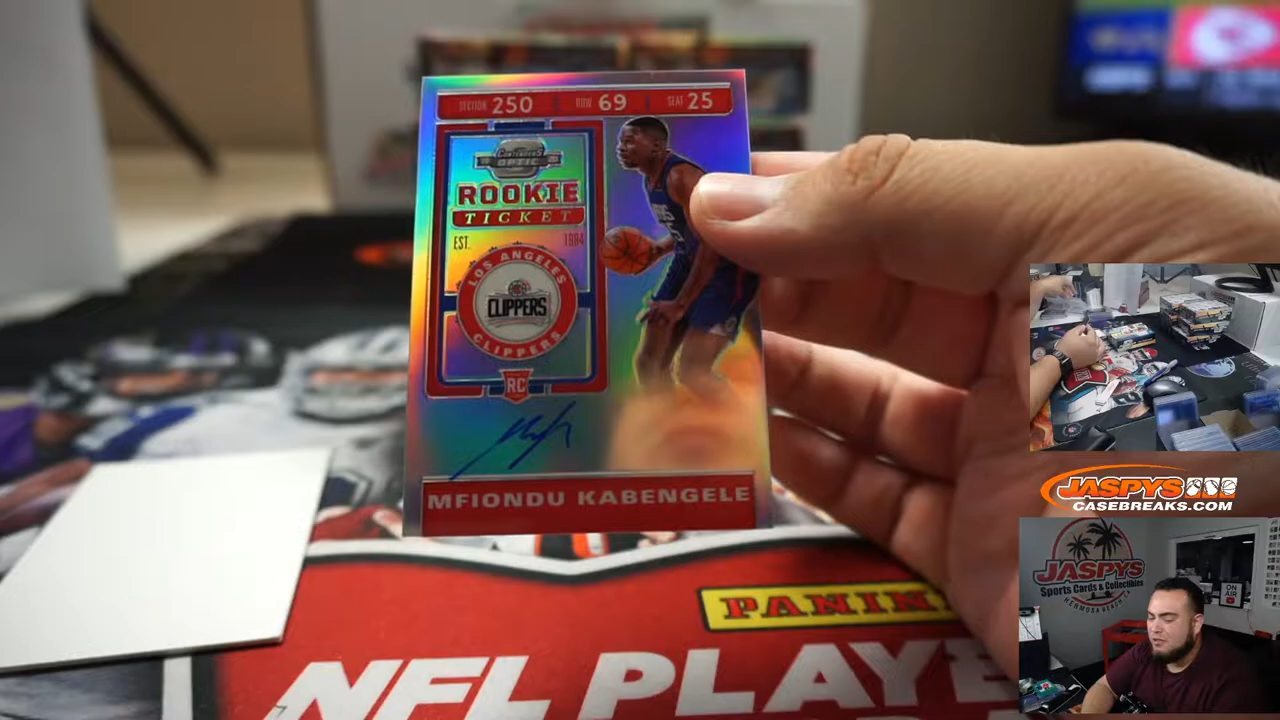 SECTION 250 ROW 69 SEAT 25
CONTENDERS
OPTIC
ROOKIE
TICKET
EST. 1984
LOS ANGELES
CLIPPERS
CLIPPERS
RC
MFIONDU KABENGELE
PANINI
NFL PLAYE
JASPYS
CASEBREAKS.COM
JASPYS
Sports Cards & Collectibles
HERMOSA BEACH, CA
ON
AIR